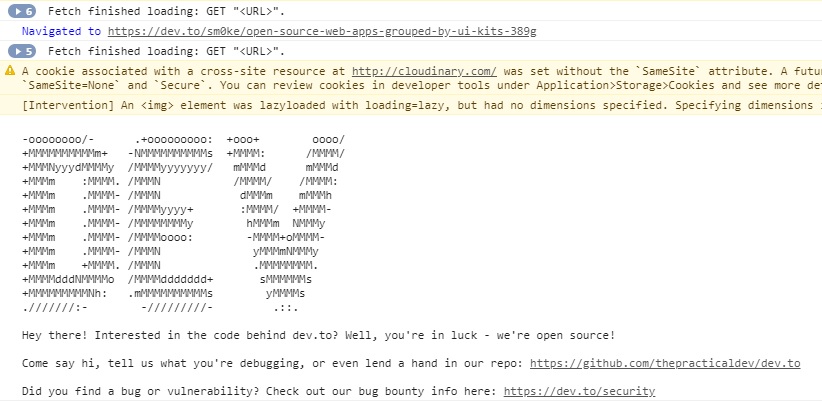 6 Fetch finished loading: GET "<URL>".
Navigated to https://dev.to/sm0ke/open-source-web-apps-grouped-by-ui-kits-389g
5 Fetch finished loading: GET "<URL>".
A cookie associated with a cross-site resource at http://cloudinary.com/ was set without the `SameSite` attribute. A futu
`SameSite=None` and `Secure`. You can review cookies in developer tools under Application>Storage>Cookies and see more det
[Intervention] An <img> element was lazyloaded with loading=lazy, but had no dimensions specified. Specifying dimensions i
-oooooooo/-      .+ooooooooo:  +ooo+        oooo/
+MMMMMMMMMMm+   -NMMMMMMMMMMs  +MMMM:      /MMMM/
+MMMNyyydMMMMy  /MMMMyyyyyyy/   mMMMd      mMMMd
+MMMm    :MMMM. /MMMN           /MMMM/    /MMMM:
+MMMm    .MMMM- /MMMN            dMMMm    mMMMh
+MMMm    .MMMM- /MMMMyyyy+       :MMMM/  +MMMM-
+MMMm    .MMMM- /MMMMMMMMy        hMMMm  NMMMy
+MMMm    .MMMM- /MMMMoooo:        -MMMM+oMMMM-
+MMMm    .MMMM- /MMMN              yMMMmNMMMy
+MMMm    +MMMM. /MMMN              .MMMMMMM.
+MMMMdddNMMMMo  /MMMMddddddd+       sMMMMMMs
+MMMMMMMMMNh:   .mMMMMMMMMMMs        yMMMMs
.///////:-        -/////////-         .::.
Hey there! Interested in the code behind dev.to? Well, you're in luck - we're open source!
Come say hi, tell us what you're debugging, or even lend a hand in our repo: https://github.com/thepracticaldev/dev.to
Did you find a bug or vulnerability? Check out our bug bounty info here: https://dev.to/security